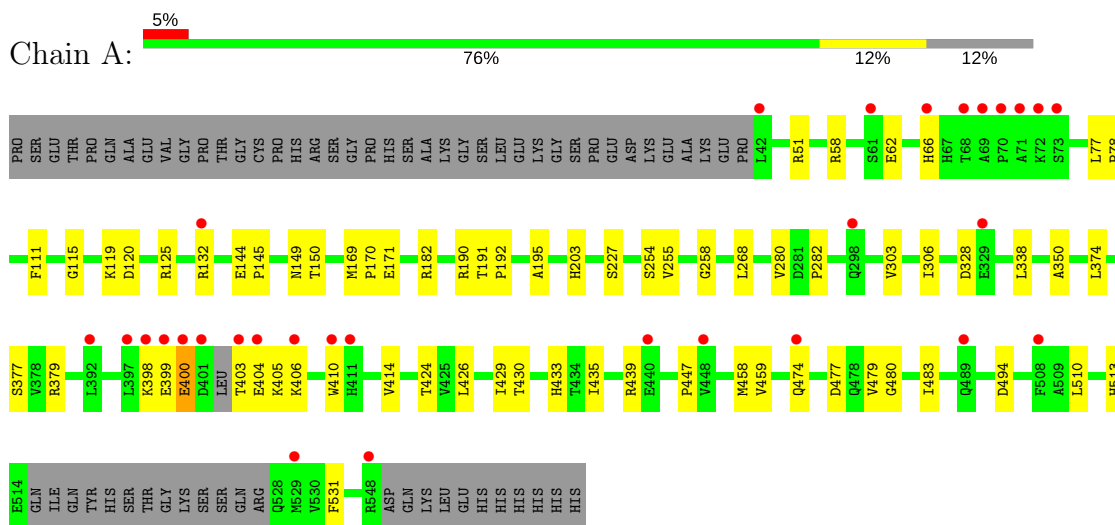 5%
Chain A:
76% 12% 12%
PRO SER GLU THR PRO GLN ALA GLU VAL GLY PRO THR GLY CYS PRO HIS ARG SER GLY PRO HIS SER ALA LYS GLY GLU SER LEU GLU LYS GLY SER PRO GLU ASP LYS GLU ALA LYS GLU PRO L42 R51 R58 S61 E62 H66 H67 T68 A69 P70 A71 K72 S73 L77
F111 G115 K119 D120 R125 R132 E144 P145 N149 T150 M169 P170 E171 R182 R190 T191 P192 A195 H203 S227 S254 V255 G258 L268 V280 D281 P282 Q298 V303 I306 D328 E329 L338 A350 L374
S377 V378 R379 L392 L397 K398 E399 E400 D401 LEU T403 E404 K405 K406 W410 H411 V414 T424 V425 L426 I429 T430 H433 T434 I435 R439 E440 P447 V448 M458 V459 Q474 D477 Q478 V479 G480 I483 Q489 D494 F508 A509 L510 H513
E514 GLN ILE GLN TYR HIS SER THR GLY LYS SER SER GLN ARG Q528 M529 V530 F531 R548 ASP GLN LYS LEU GLU HIS HIS HIS HIS HIS HIS